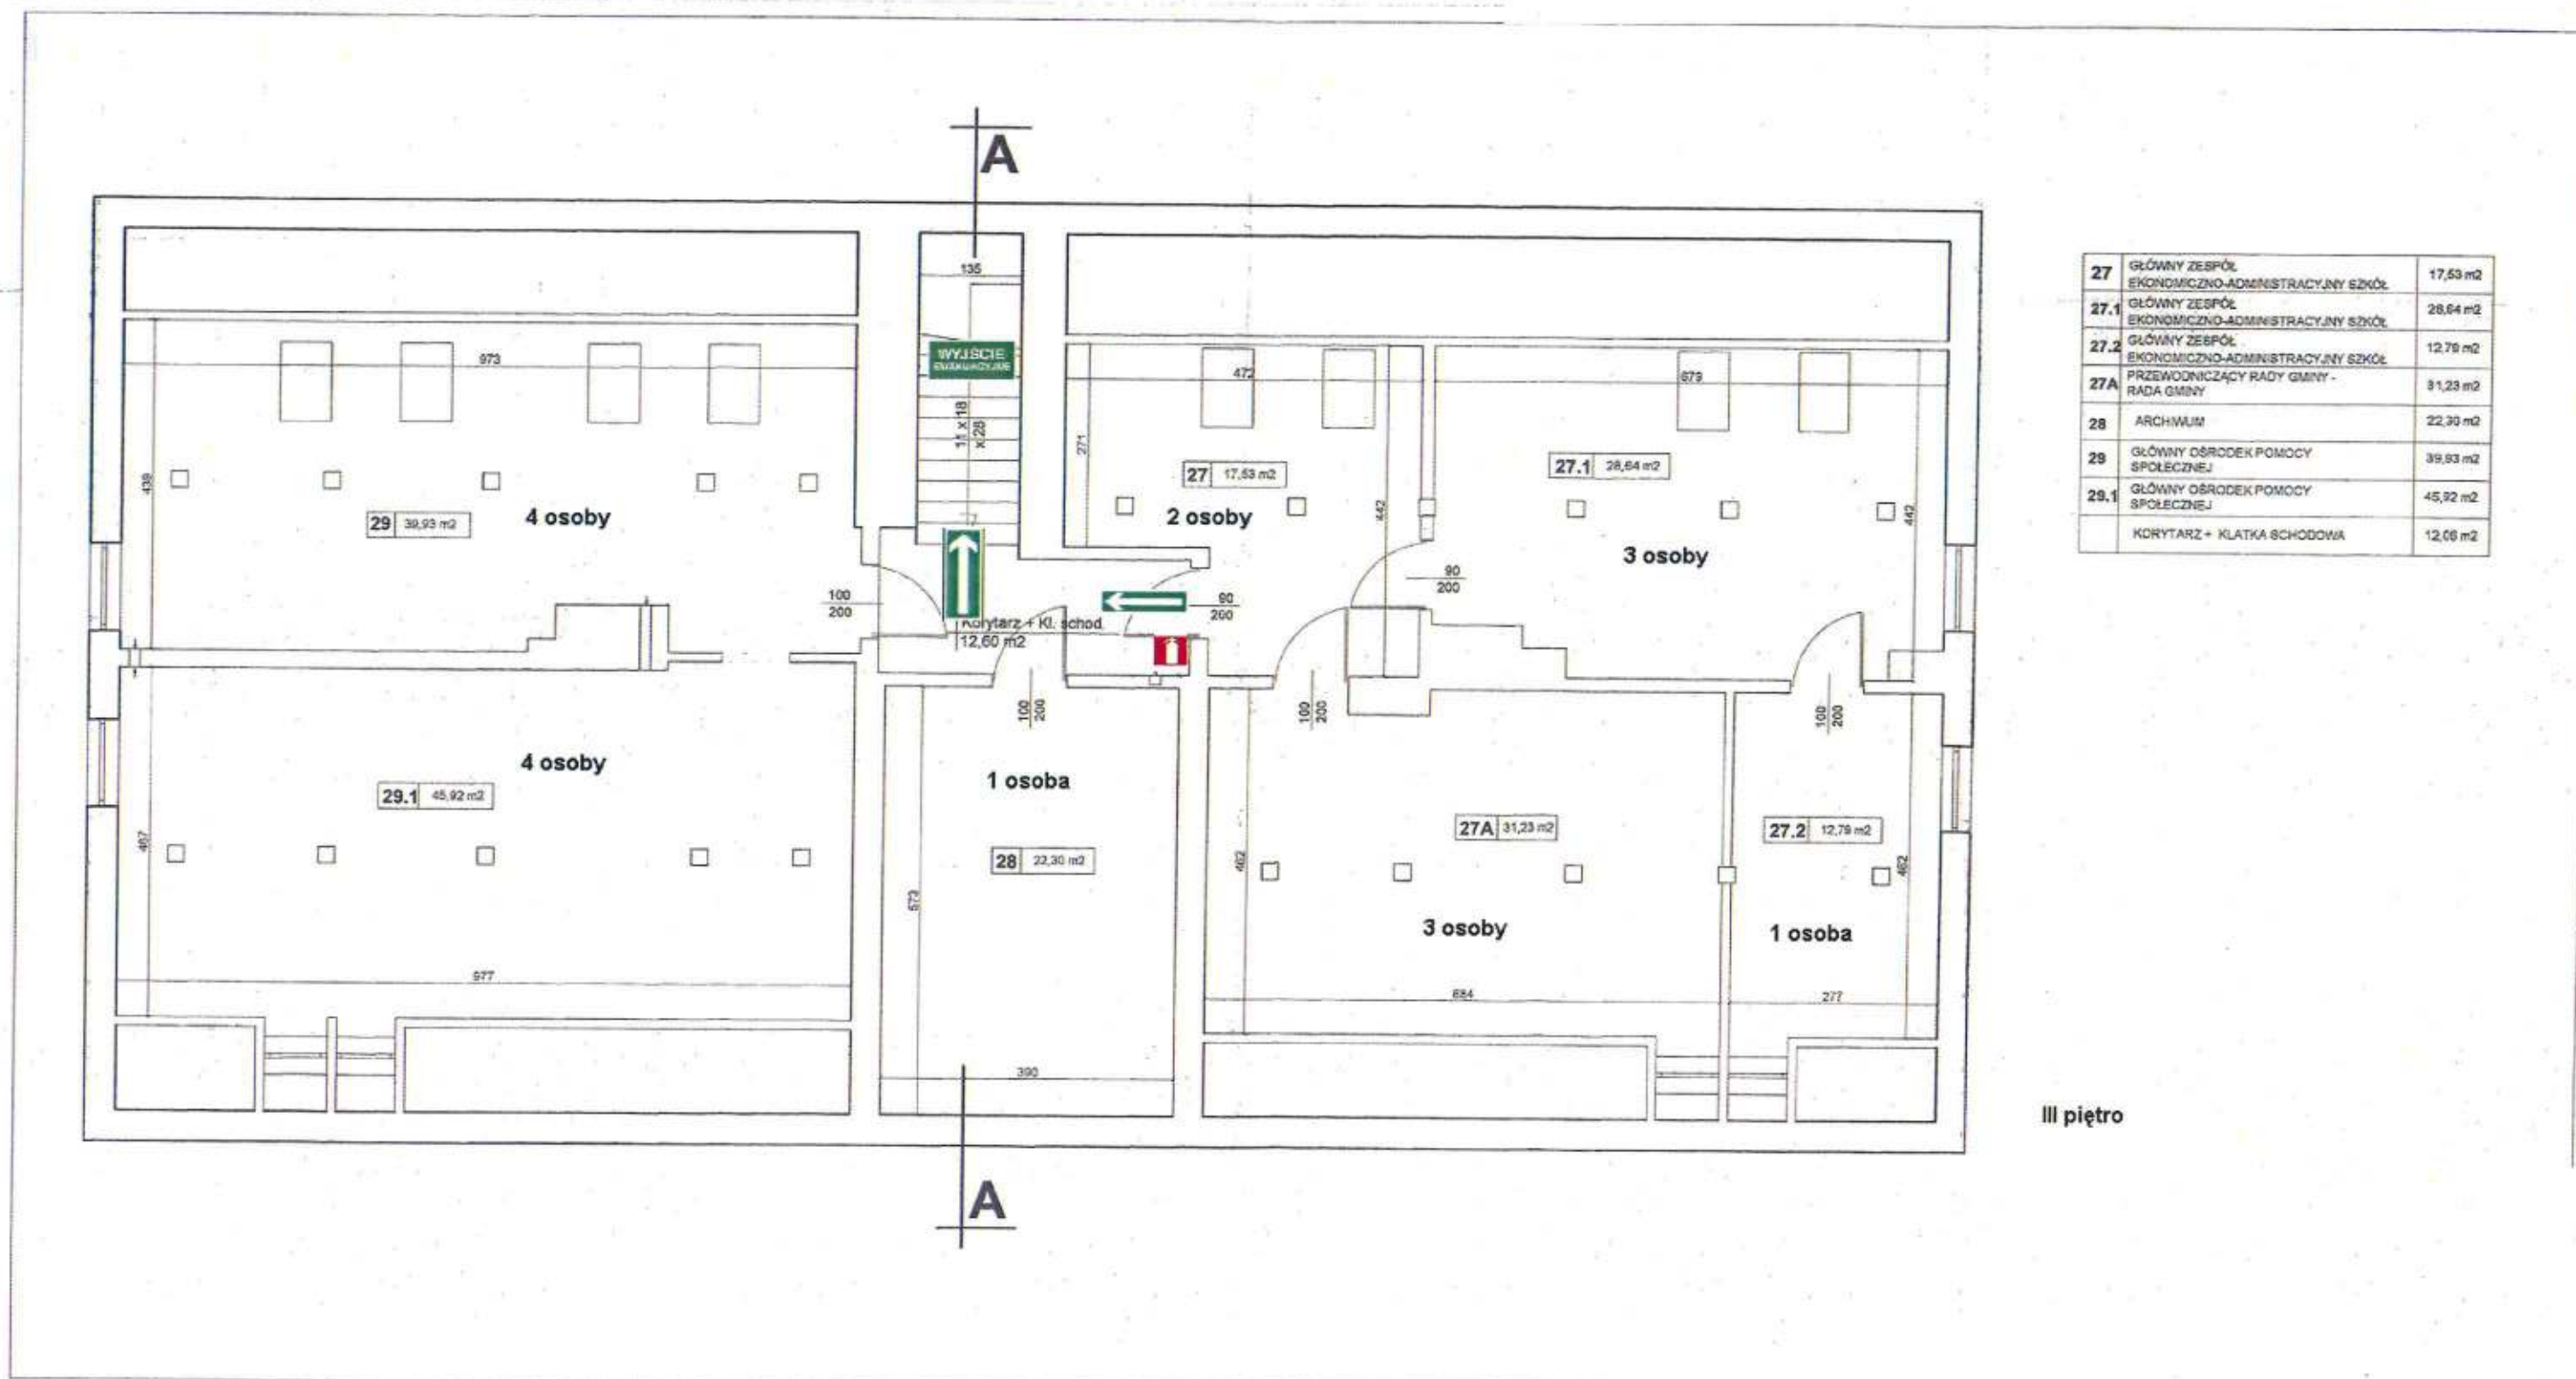 A
135
WYJŚCIE
EWAKUACYJNE
11 x 18
x 28
973
439
29 39,93 m2
4 osoby
100
200
472
271
27 17,53 m2
2 osoby
442
90
200
90
200
679
27.1 28,64 m2
3 osoby
442
Korytarz + Kl. schod.
12,60 m2
4 osoby
29.1 45,92 m2
467
977
100
200
1 osoba
28 22,30 m2
573
390
100
200
27A 31,23 m2
462
3 osoby
684
100
200
27.2 12,79 m2
462
1 osoba
277
A
27 GŁÓWNY ZESPÓŁ
EKONOMICZNO-ADMINISTRACYJNY SZKÓŁ 17,53 m2
27.1 GŁÓWNY ZESPÓŁ
EKONOMICZNO-ADMINISTRACYJNY SZKÓŁ 28,64 m2
27.2 GŁÓWNY ZESPÓŁ
EKONOMICZNO-ADMINISTRACYJNY SZKÓŁ 12,79 m2
27A PRZEWODNICZĄCY RADY GMINY -
RADA GMINY 31,23 m2
28 ARCHIWUM 22,30 m2
29 GŁÓWNY OŚRODEK POMOCY
SPOŁECZNEJ 39,93 m2
29.1 GŁÓWNY OŚRODEK POMOCY
SPOŁECZNEJ 45,92 m2
KORYTARZ + KLATKA SCHODOWA 12,06 m2
III piętro